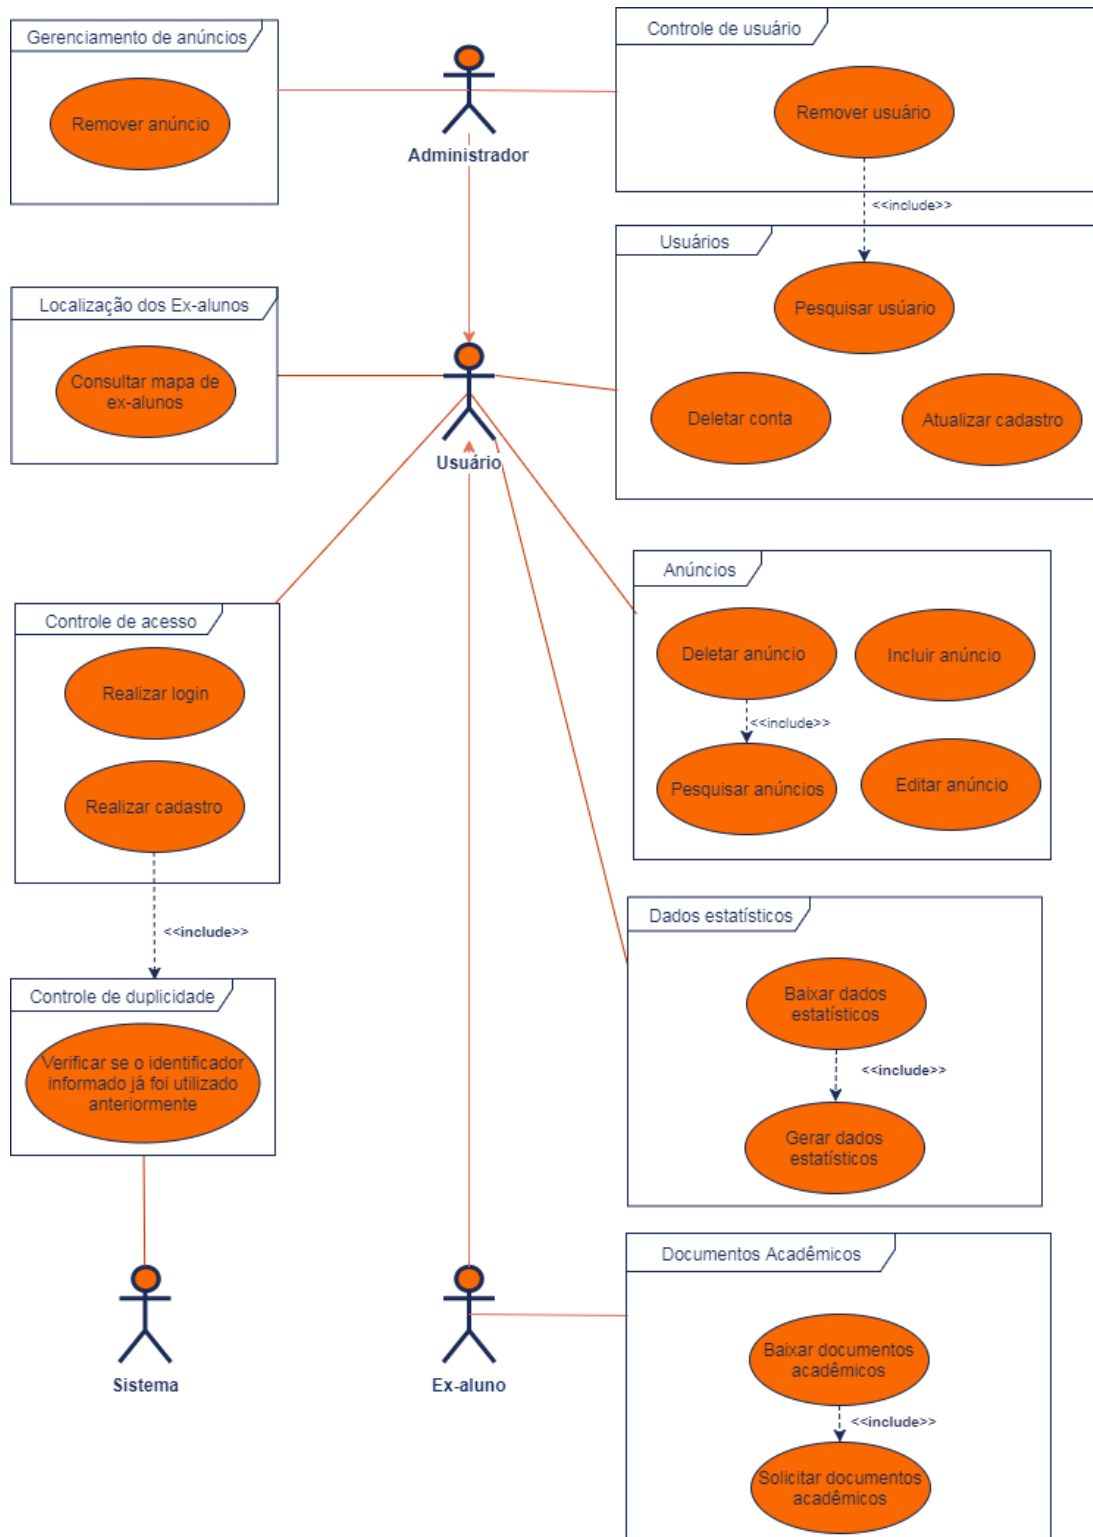 Gerenciamento de anúncios
Remover anúncio
Administrador
Controle de usuário
Remover usuário
<<include>>
Usuários
Pesquisar usúario
Deletar conta
Atualizar cadastro
Localização dos Ex-alunos
Consultar mapa de
ex-alunos
Usuário
Anúncios
Deletar anúncio
Incluir anúncio
<<include>>
Pesquisar anúncios
Editar anúncio
Controle de acesso
Realizar login
Realizar cadastro
<<include>>
Controle de duplicidade
Verificar se o identificador
informado já foi utilizado
anteriormente
Sistema
Dados estatísticos
Baixar dados
estatísticos
<<include>>
Gerar dados
estatísticos
Ex-aluno
Documentos Acadêmicos
Baixar documentos
acadêmicos
<<include>>
Solicitar documentos
acadêmicos